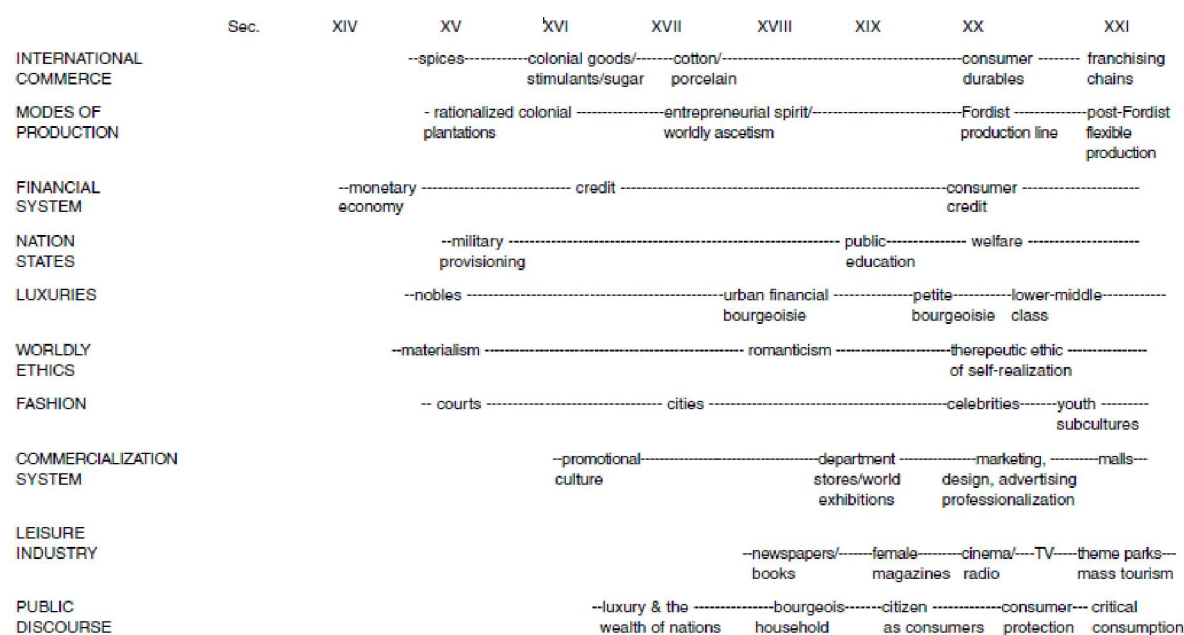 Sec. XIV XV XVI XVII XVIII XIX XX XXI
INTERNATIONAL --spices------------colonial goods/-------cotton/---------------------------------------------consumer -------- franchising
COMMERCE stimulants/sugar porcelain durables chains
MODES OF - rationalized colonial ----------------entrepreneurial spirit/----------------------------Fordist --------------post-Fordist
PRODUCTION plantations worldly ascetism production line flexible
production
FINANCIAL --monetary ---------------------------- credit -------------------------------------------------------------consumer -----------------------
SYSTEM economy credit
NATION --military -------------------------------------------------------------- public--------------- welfare ---------------------
STATES provisioning education
LUXURIES --nobles ------------------------------------------------urban financial ---------------petite-----------lower-middle------------
bourgeoisie bourgeoisie class
WORLDLY --materialism ------------------------------------------------- romanticism ---------------------therepeutic ethic ---------------
ETHICS of self-realization
FASHION -- courts --------------------------------- cities ----------------------------------------------celebrities-------youth ---------
subcultures
COMMERCIALIZATION --promotional---------------------------------department --------------marketing, ---------malls---
SYSTEM culture stores/world design, advertising
exhibitions professionalization
LEISURE
INDUSTRY --newspapers/------female--------cinema/----TV----theme parks---
books magazines radio mass tourism
PUBLIC --luxury & the --------------- bourgeois------citizen -------------consumer--- critical
DISCOURSE wealth of nations household as consumers protection consumption